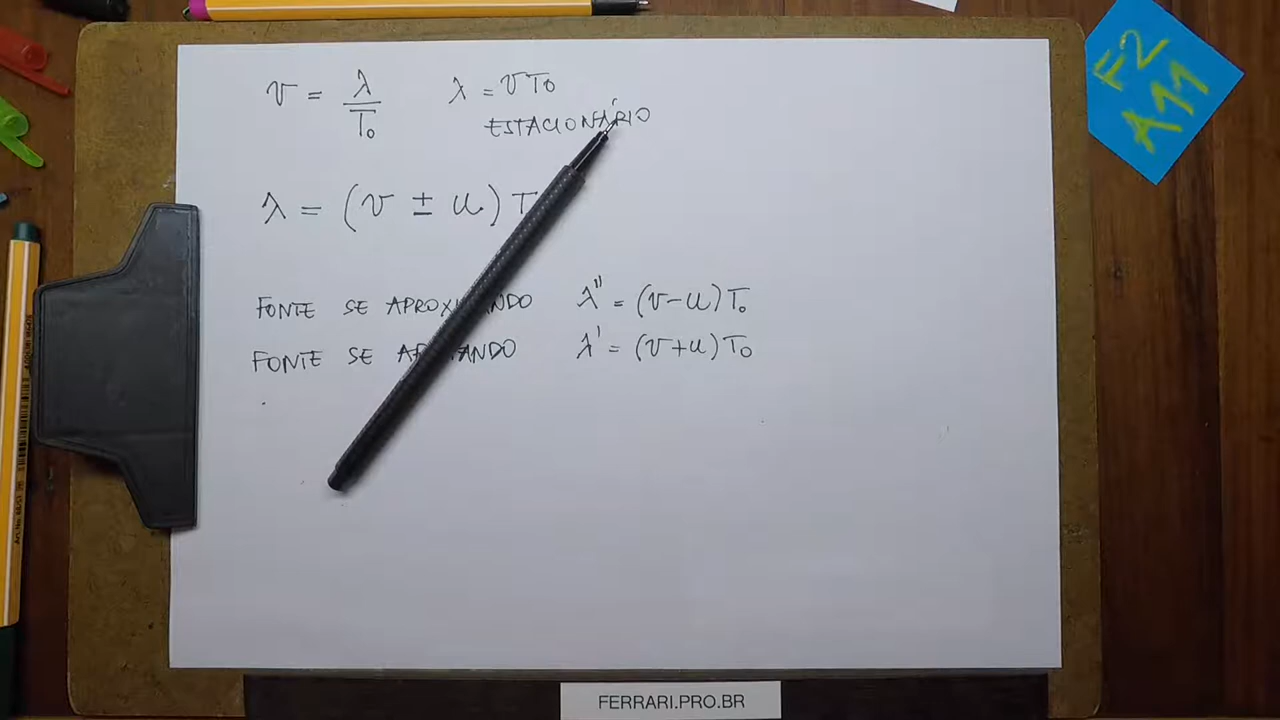 v = λ/T₀ λ = vT₀
ESTACIONÁRIO
λ = (v ± u) T
FONTE SE λ'' = (v-u) T₀
FONTE SE λ' = (v+u) T₀
F2
A11
FERRARI.PRO.BR